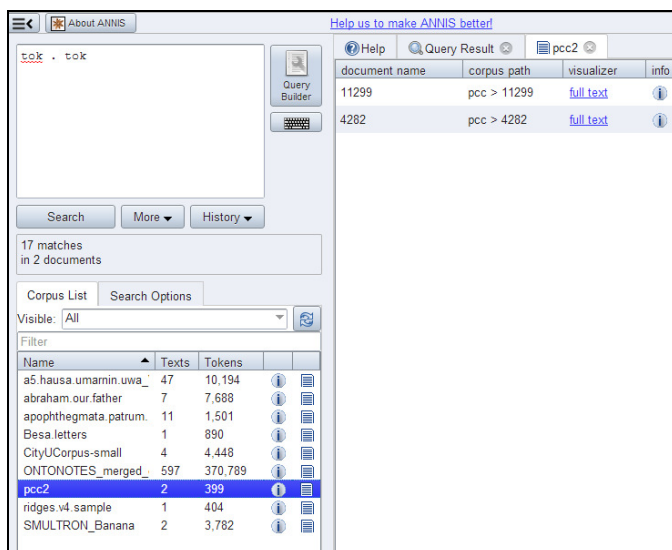 About ANNIS
Help us to make ANNIS better!
tok . tok
Query
Builder
Search
More
History
17 matches
in 2 documents
Corpus List
Search Options
Visible:
All
Filter
Name Texts Tokens
a5.hausa.umarnin.uwa_ 47 10,194
abraham.our.father 7 7,688
apophthegmata.patrum. 11 1,501
Besa.letters 1 890
CityUCorpus-small 4 4,448
ONTONOTES_merged_ 597 370,789
pcc2 2 399
ridges.v4.sample 1 404
SMULTRON_Banana 2 3,782
Help
Query Result
pcc2
document name corpus path visualizer info
11299 pcc > 11299 full text
4282 pcc > 4282 full text